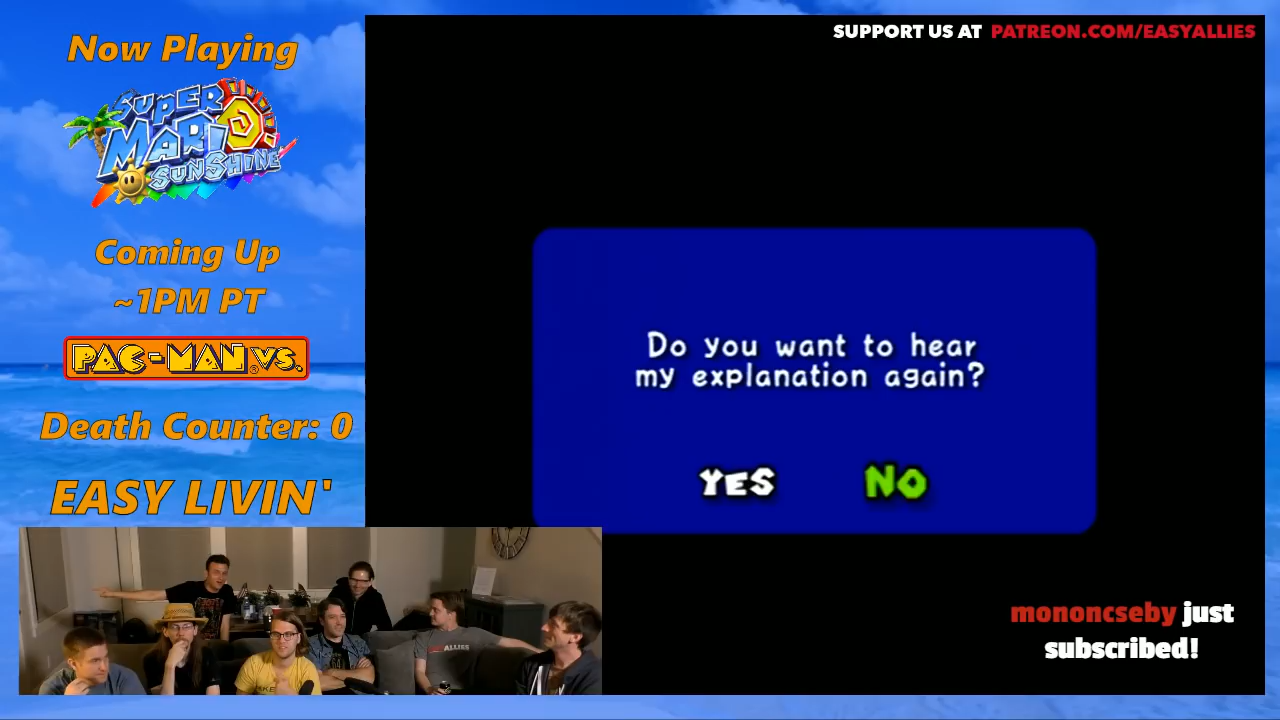 Now Playing
SUPER
MARIO
SUNSHINE
Coming Up
~1PM PT
PAC-MAN® VS.
Death Counter: 0
EASY LIVIN'
SUPPORT US AT PATREON.COM/EASYALLIES
Do you want to hear
my explanation again?
YES NO
mononcseby just
subscribed!
ALLIES